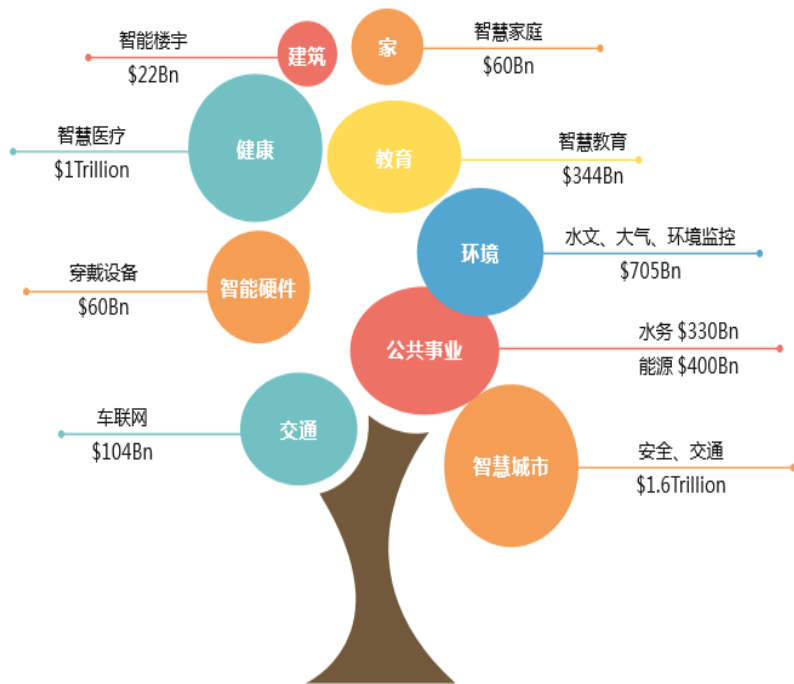 智能楼宇
$22Bn
建筑
家
智慧家庭
$60Bn
智慧医疗
$1Trillion
健康
教育
智慧教育
$344Bn
环境
水文、大气、环境监控
$705Bn
穿戴设备
$60Bn
智能硬件
公共事业
水务 $330Bn
能源 $400Bn
车联网
$104Bn
交通
智慧城市
安全、交通
$1.6Trillion